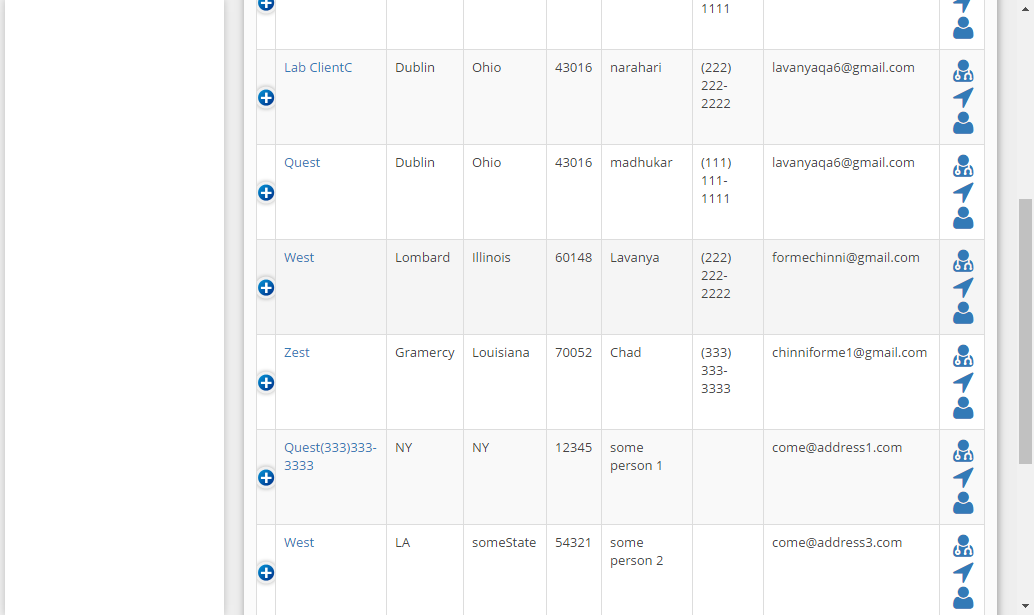 1111
Lab ClientC Dublin Ohio 43016 narahari (222) lavanyaqa6@gmail.com
222-
2222
Quest Dublin Ohio 43016 madhukar (111) lavanyaqa6@gmail.com
111-
1111
West Lombard Illinois 60148 Lavanya (222) formechinni@gmail.com
222-
2222
Zest Gramercy Louisiana 70052 Chad (333) chinniforme1@gmail.com
333-
3333
Quest(333)333- NY NY 12345 some come@address1.com
3333 person 1
West LA someState 54321 some come@address3.com
person 2